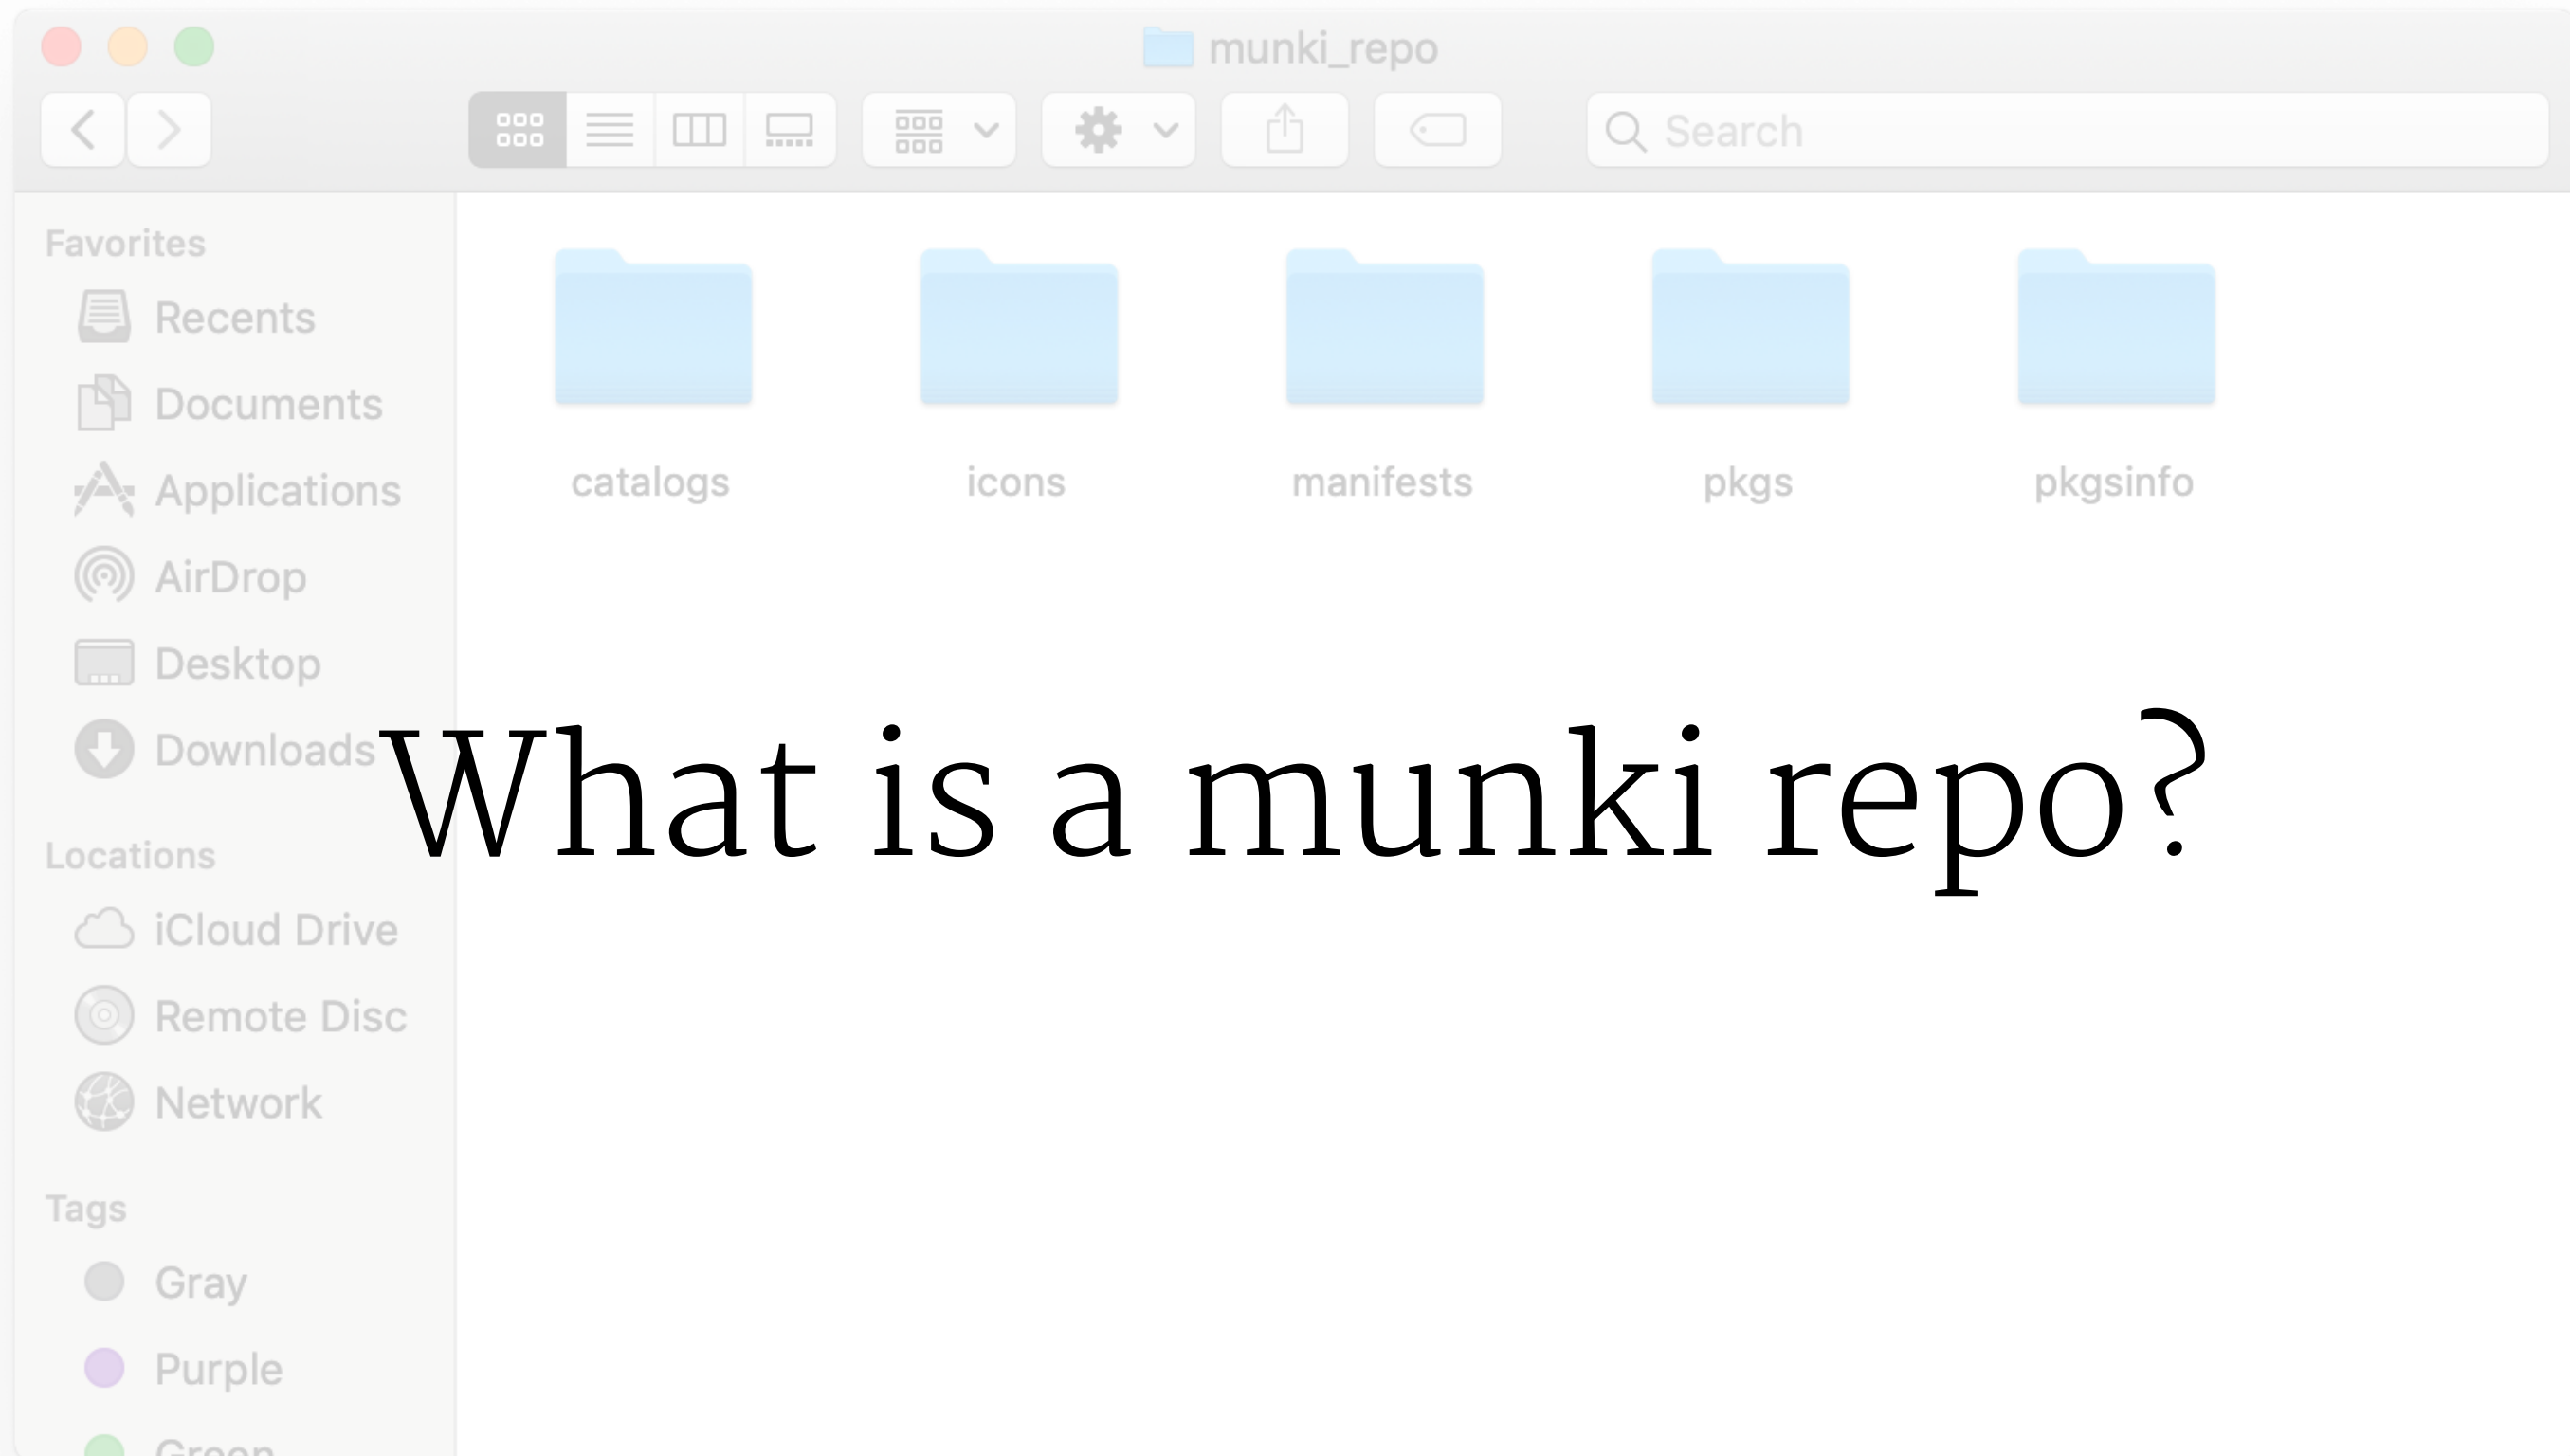 munki_repo
Search
Favorites
Recents
Documents
Applications
AirDrop
Desktop
Downloads
Locations
iCloud Drive
Remote Disc
Network
Tags
Gray
Purple
Green
catalogs
icons
manifests
pkgs
pkgsinfo
What is a munki repo?